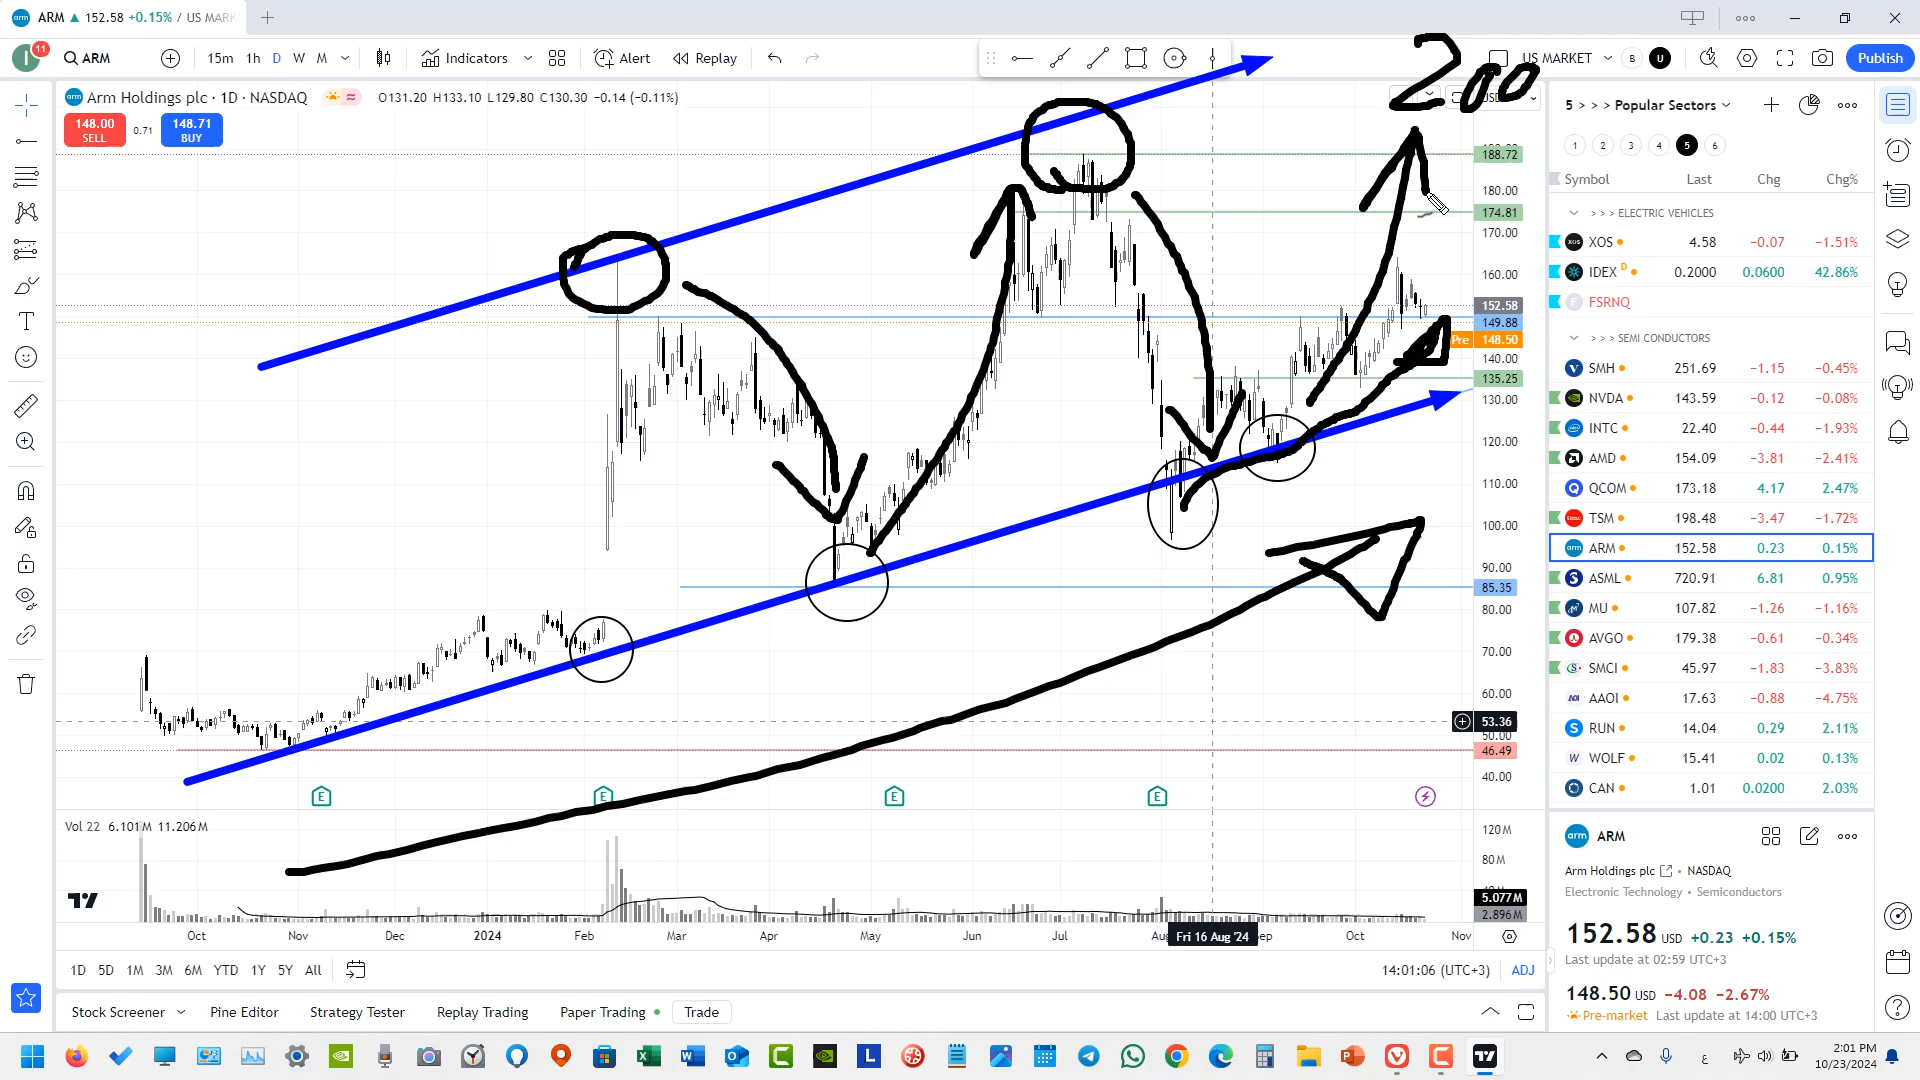 arm ARM ▲ 152.58 +0.15% / US MARK
I 11 ARM 15m 1h D W M Indicators Alert Replay US MARKET B U Publish
200
arm Arm Holdings plc · 1D · NASDAQ O131.20 H133.10 L129.80 C130.30 −0.14 (−0.11%)
148.00 SELL 0.71 148.71 BUY
188.72
180.00
174.81
170.00
160.00
152.58
149.88
Pre 148.50
140.00
135.25
130.00
120.00
110.00
100.00
90.00
85.35
80.00
70.00
60.00
53.36
50.00
46.49
40.00
E E E E
Vol 22 6.101M 11.206M
120M
80M
5.077M
2.896M
Oct Nov Dec 2024 Feb Mar Apr May Jun Jul Aug Fri 16 Aug '24 Sep Oct Nov
1D 5D 1M 3M 6M YTD 1Y 5Y All 14:01:06 (UTC+3) ADJ
Stock Screener Pine Editor Strategy Tester Replay Trading Paper Trading Trade
5 > > > Popular Sectors
1 2 3 4 5 6
Symbol Last Chg Chg%
> > > ELECTRIC VEHICLES
XOS 4.58 −0.07 −1.51%
IDEX D 0.2000 0.0600 42.86%
F FSRNQ
> > > SEMI CONDUCTORS
SMH 251.69 −1.15 −0.45%
NVDA 143.59 −0.12 −0.08%
INTC 22.40 −0.44 −1.93%
AMD 154.09 −3.81 −2.41%
QCOM 173.18 4.17 2.47%
TSM 198.48 −3.47 −1.72%
arm ARM 152.58 0.23 0.15%
ASML 720.91 6.81 0.95%
MU 107.82 −1.26 −1.16%
AVGO 179.38 −0.61 −0.34%
SMCI 45.97 −1.83 −3.83%
AOI AAOI 17.63 −0.88 −4.75%
RUN 14.04 0.29 2.11%
W WOLF 15.41 0.02 0.13%
CAN 1.01 0.0200 2.03%
arm ARM
Arm Holdings plc • NASDAQ
Electronic Technology • Semiconductors
152.58 USD +0.23 +0.15%
Last update at 02:59 UTC+3
148.50 USD −4.08 −2.67%
Pre-market Last update at 14:00 UTC+3
2:01 PM
10/23/2024